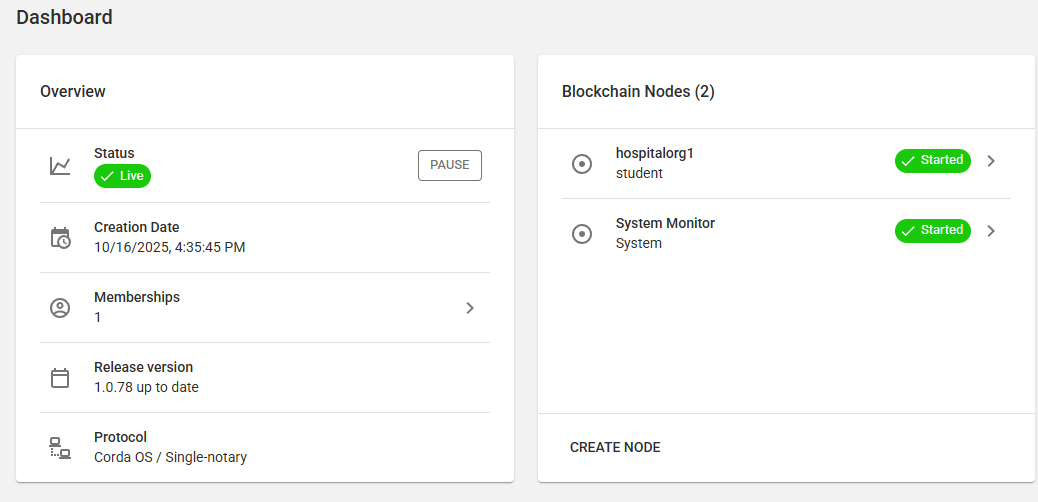 Dashboard
Overview
Status
Live
PAUSE
Creation Date
10/16/2025, 4:35:45 PM
Memberships
1
Release version
1.0.78 up to date
Protocol
Corda OS / Single-notary
Blockchain Nodes (2)
hospitalorg1
student
Started
System Monitor
System
Started
CREATE NODE